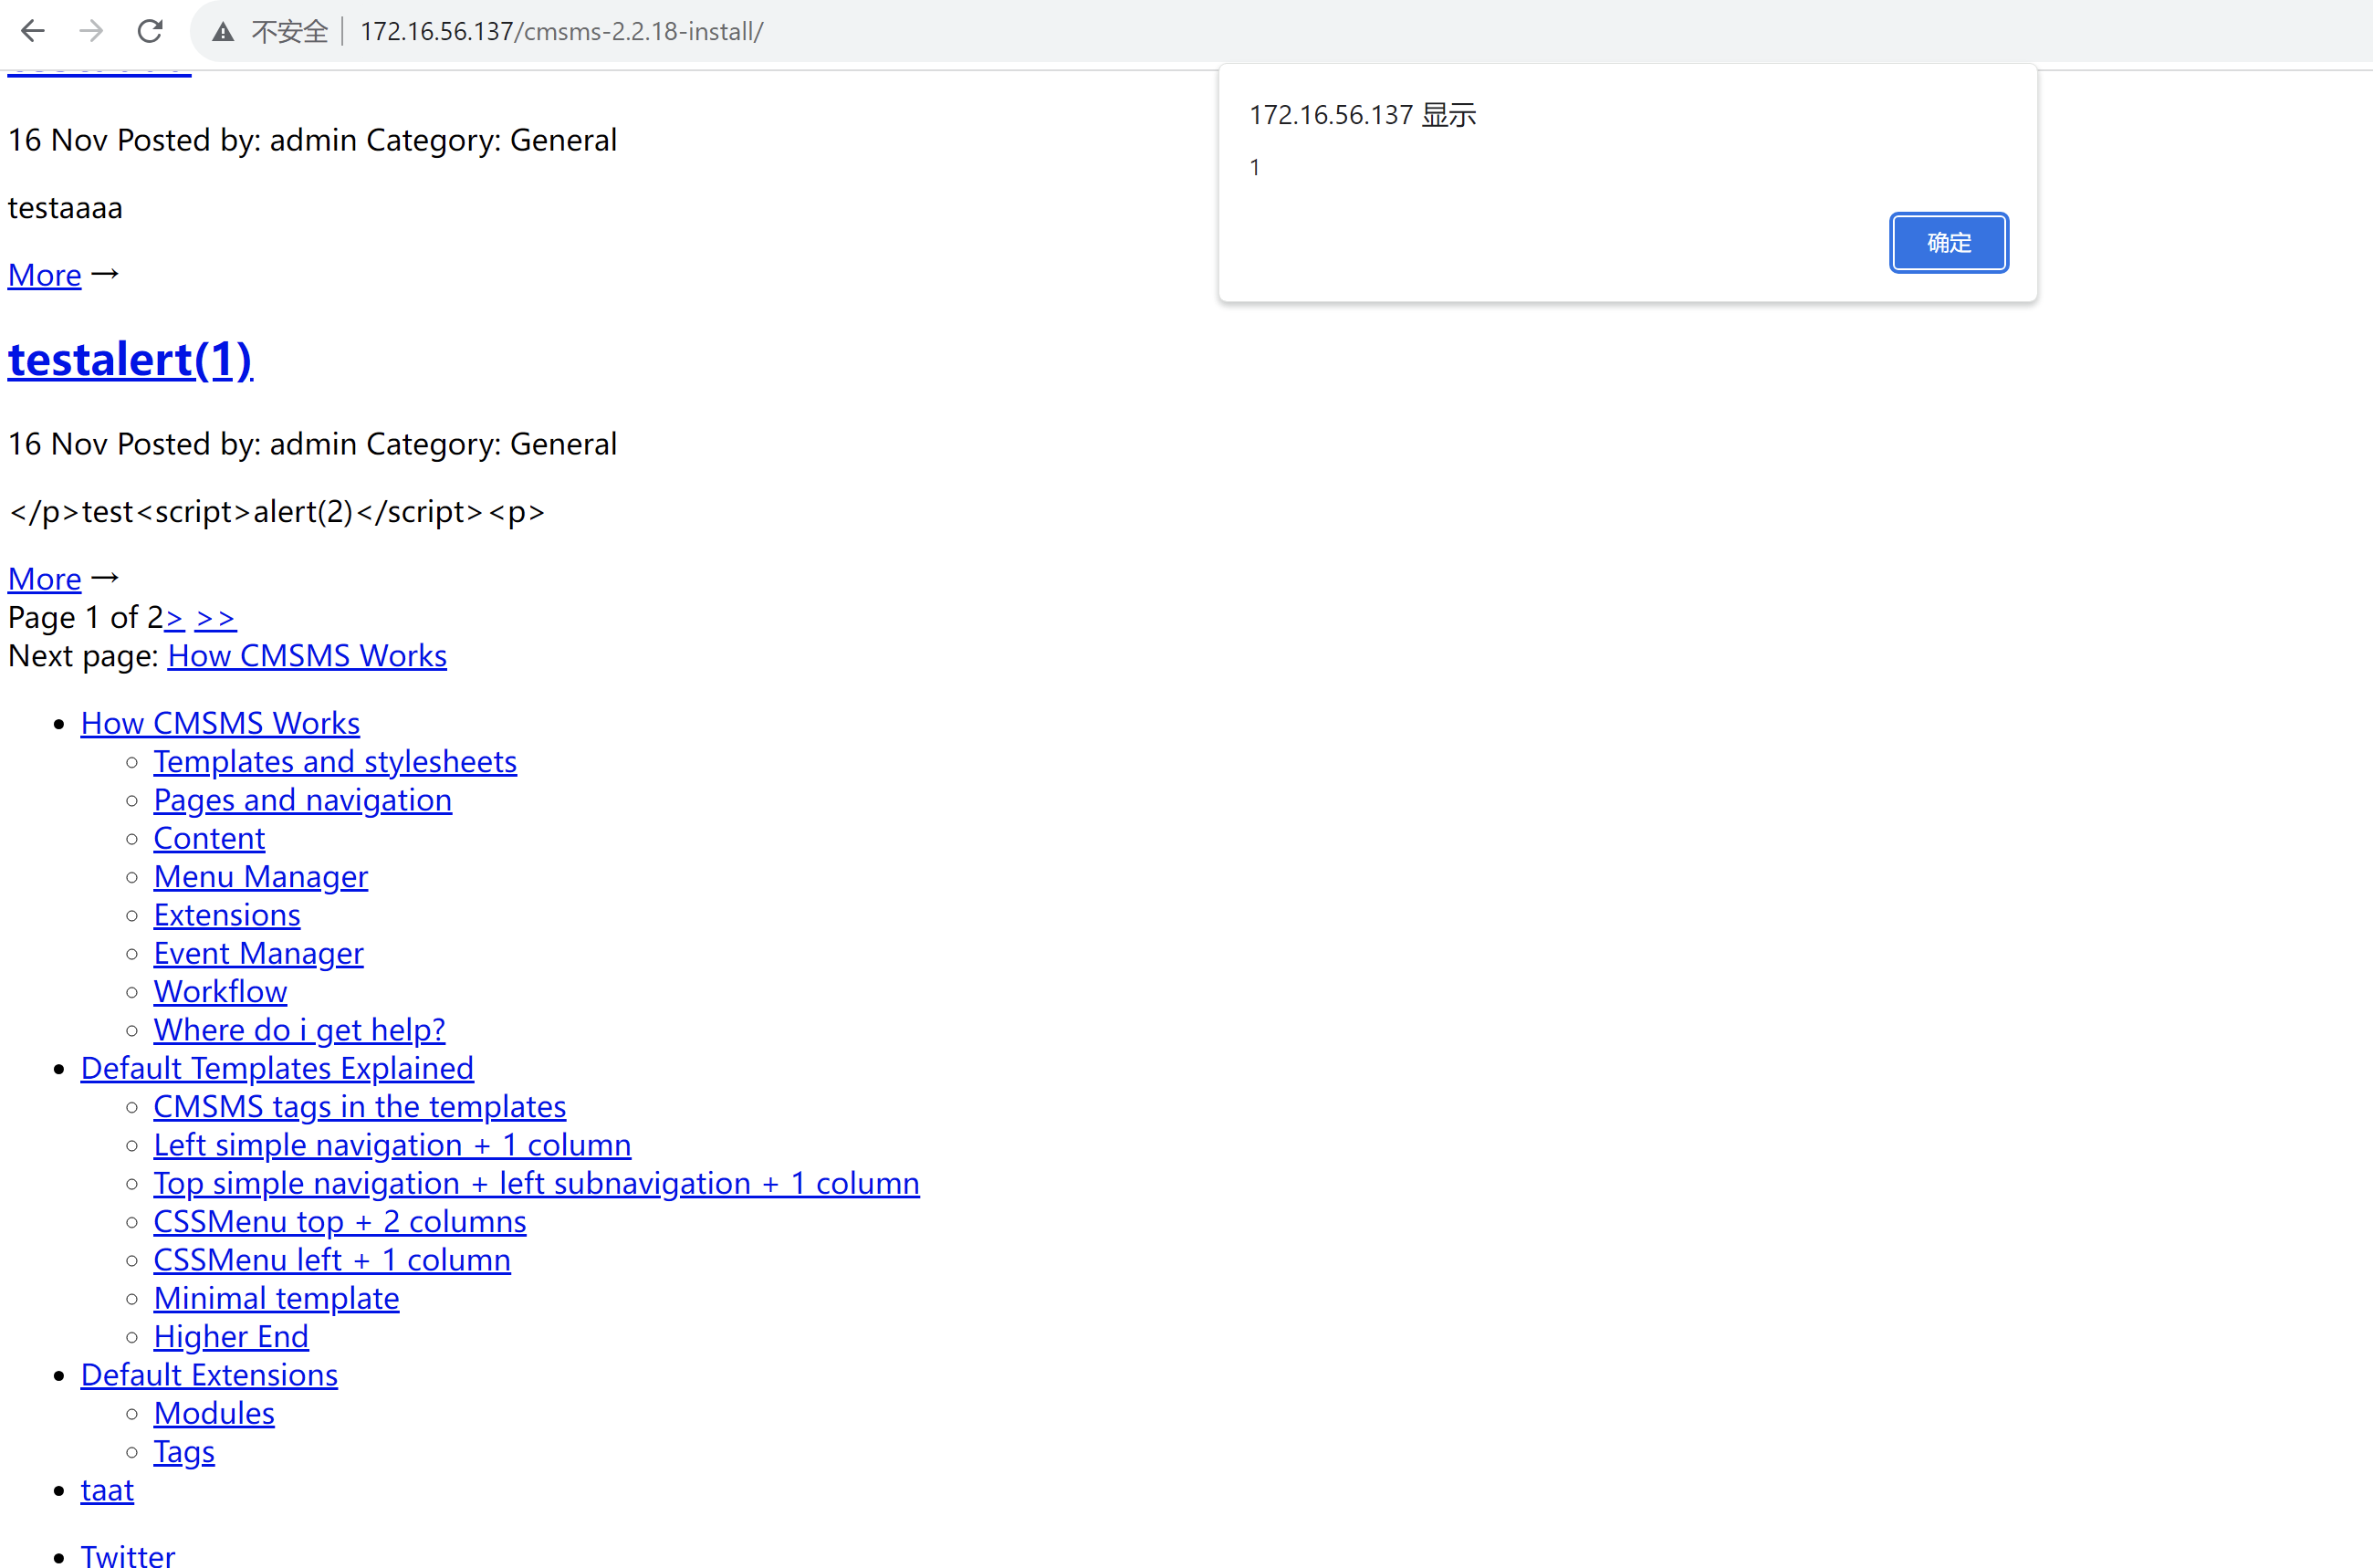 不安全 172.16.56.137/cmsms-2.2.18-install/
172.16.56.137 显示
1
确定
16 Nov Posted by: admin Category: General
testaaaa
More →
testalert(1)
16 Nov Posted by: admin Category: General
</p>test<script>alert(2)</script><p>
More →
Page 1 of 2> >>
Next page: How CMSMS Works
How CMSMS Works
Templates and stylesheets
Pages and navigation
Content
Menu Manager
Extensions
Event Manager
Workflow
Where do i get help?
Default Templates Explained
CMSMS tags in the templates
Left simple navigation + 1 column
Top simple navigation + left subnavigation + 1 column
CSSMenu top + 2 columns
CSSMenu left + 1 column
Minimal template
Higher End
Default Extensions
Modules
Tags
taat
Twitter